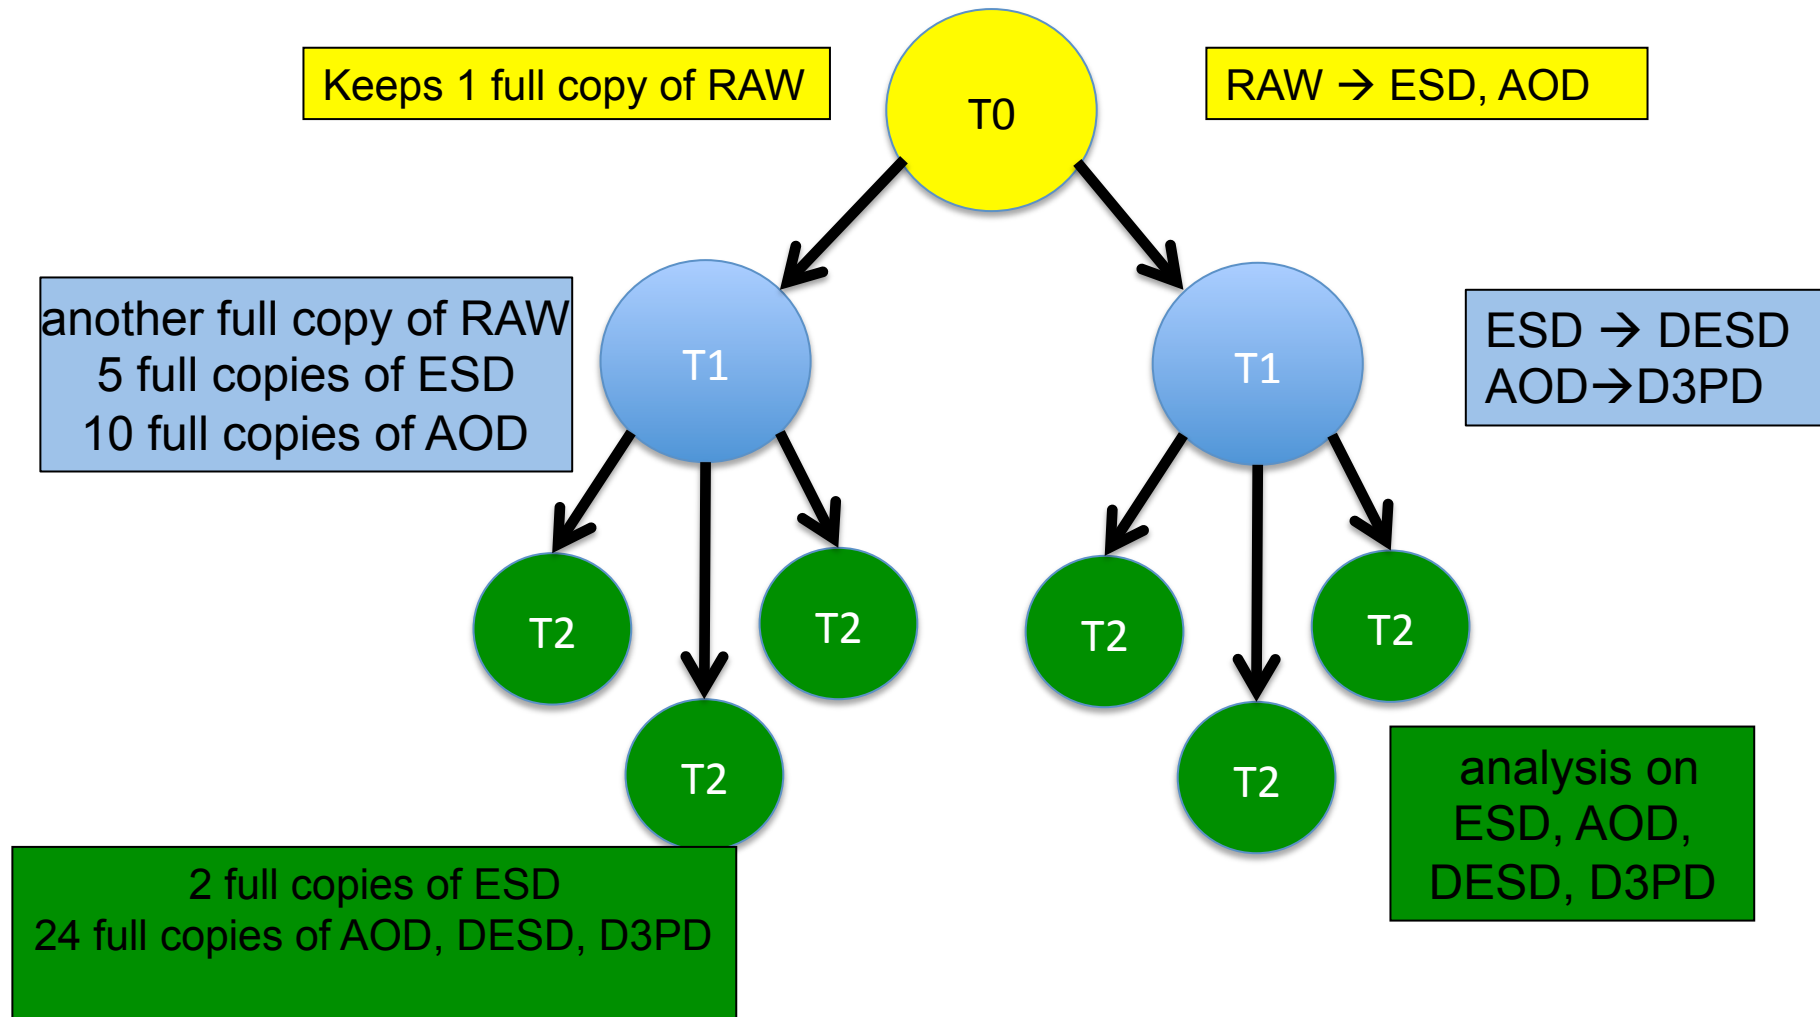 Keeps 1 full copy of RAW
T0
RAW → ESD, AOD
another full copy of RAW
5 full copies of ESD
10 full copies of AOD
T1
T1
ESD → DESD
AOD→D3PD
T2
T2
T2
T2
T2
T2
analysis on
ESD, AOD,
DESD, D3PD
2 full copies of ESD
24 full copies of AOD, DESD, D3PD